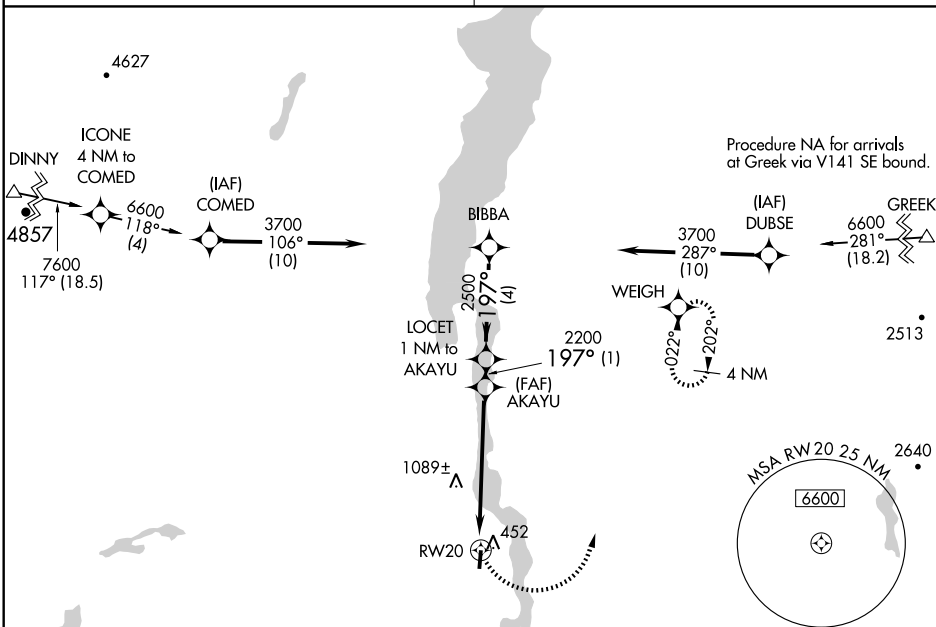 4627
ICONE
4 NM to
COMED
DINNY
4857
7600
117° (18.5)
6600
118°
(4)
(IAF)
COMED
3700
106°
(10)
BIBBA
2500
197°
(4)
LOCET
1 NM to
AKAYU
2200
197° (1)
(FAF)
AKAYU
1089±
RW20
452
Procedure NA for arrivals
at Greek via V141 SE bound.
(IAF)
DUBSE
3700
287°
(10)
GREEK
6600
281°
(18.2)
WEIGH
022°
202°
4 NM
2513
2640
MSA RW20 25 NM
6600